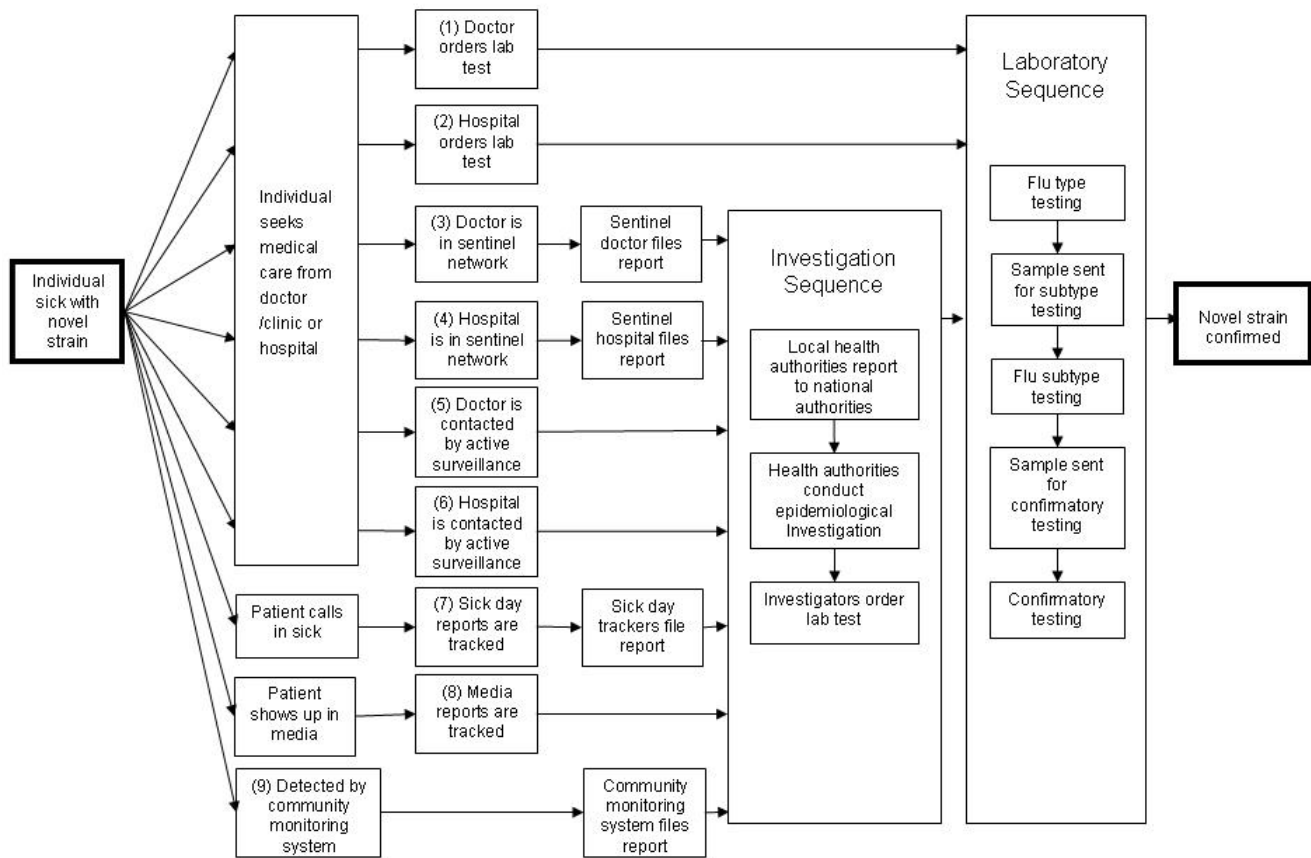 Individual
sick with
novel
strain
Individual
seeks
medical
care from
doctor
/clinic or
hospital
(1) Doctor
orders lab
test
(2) Hospital
orders lab
test
(3) Doctor is
in sentinel
network
Sentinel
doctor files
report
(4) Hospital
is in sentinel
network
Sentinel
hospital files
report
(5) Doctor is
contacted
by active
surveillance
(6) Hospital
is contacted
by active
surveillance
Patient calls
in sick
(7) Sick day
reports are
tracked
Sick day
trackers file
report
Patient
shows up in
media
(8) Media
reports are
tracked
(9) Detected by
community
monitoring
system
Community
monitoring
system files
report
Investigation
Sequence
Local health
authorities report
to national
authorities
Health authorities
conduct
epidemiological
Investigation
Investigators order
lab test
Laboratory
Sequence
Flu type
testing
Sample sent
for subtype
testing
Flu subtype
testing
Sample sent
for
confirmatory
testing
Confirmatory
testing
Novel strain
confirmed